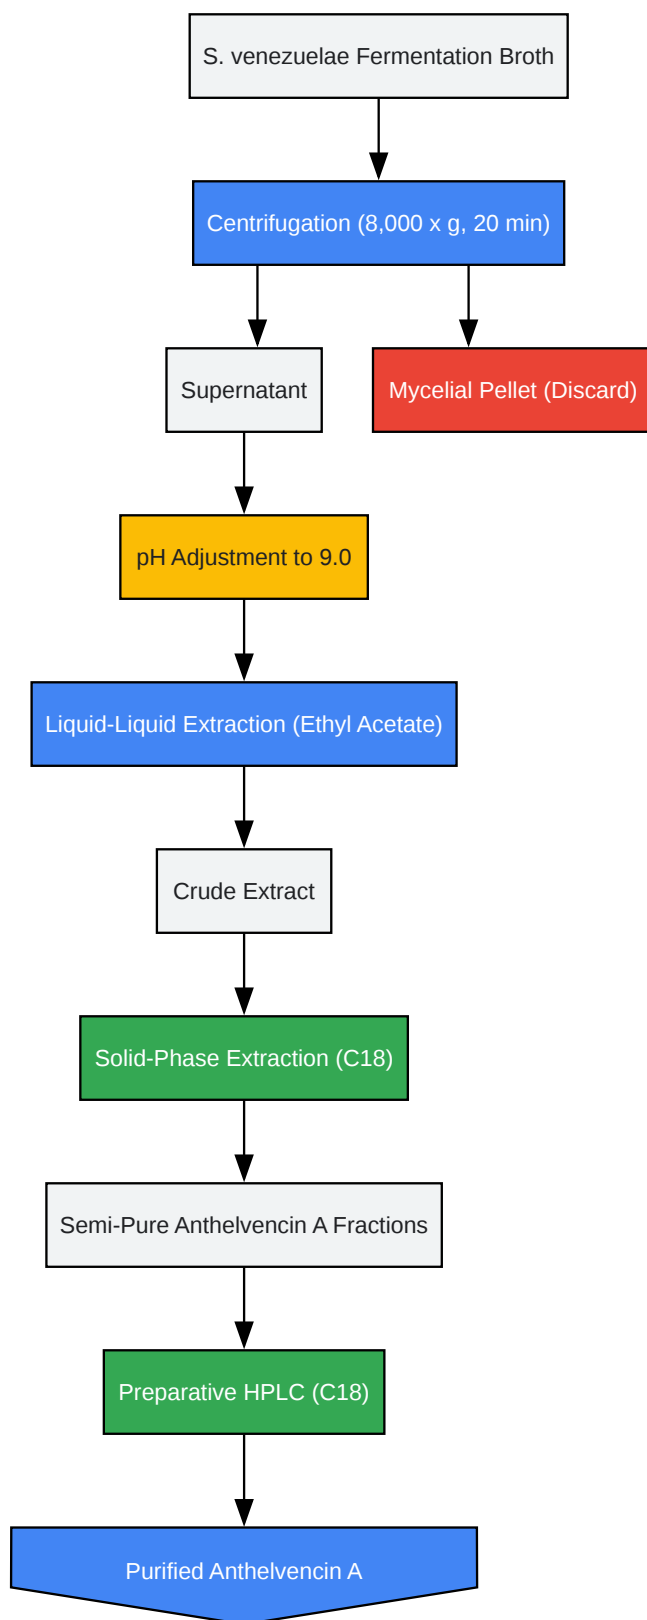 S. venezuelae Fermentation Broth
Centrifugation (8,000 x g, 20 min)
Supernatant
Mycelial Pellet (Discard)
pH Adjustment to 9.0
Liquid-Liquid Extraction (Ethyl Acetate)
Crude Extract
Solid-Phase Extraction (C18)
Semi-Pure Anthelvencin A Fractions
Preparative HPLC (C18)
Purified Anthelvencin A